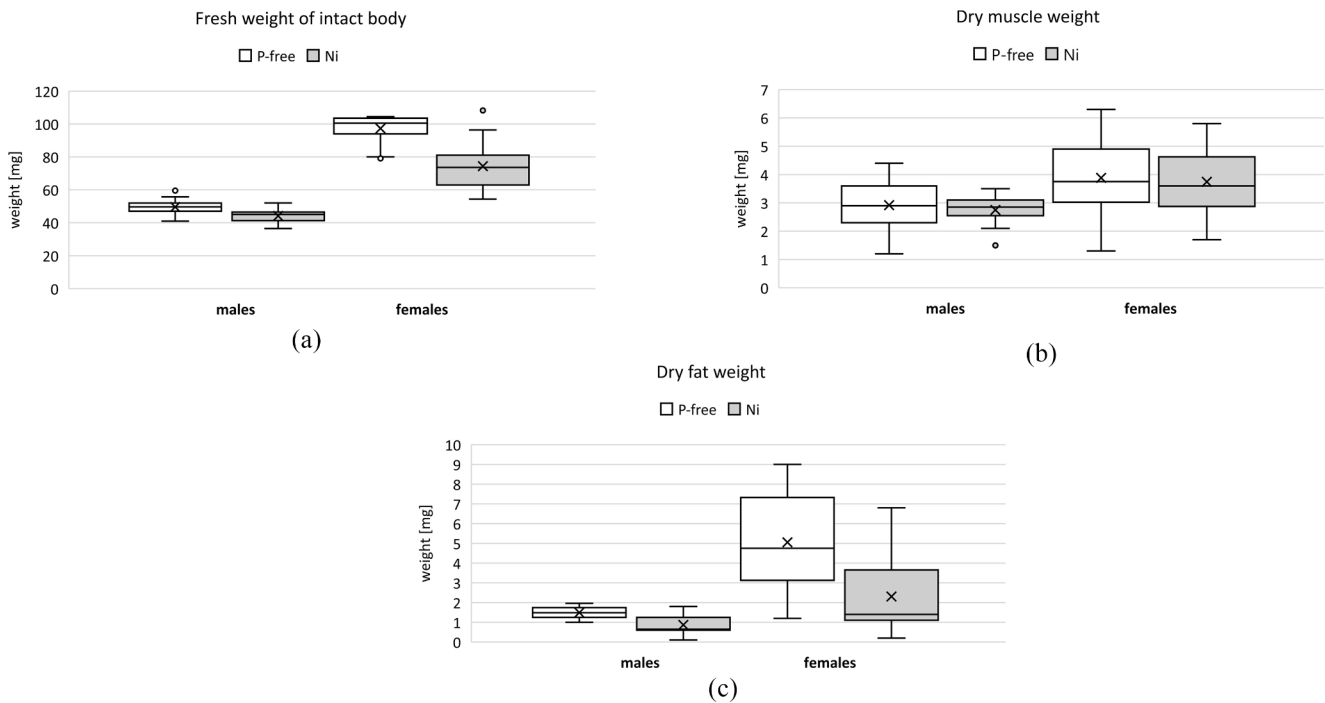 Fresh weight of intact body
P-free Ni
weight [mg]
120
100
80
60
40
20
0
males females
(a)
Dry muscle weight
P-free Ni
weight [mg]
7
6
5
4
3
2
1
0
males females
(b)
Dry fat weight
P-free Ni
weight [mg]
10
9
8
7
6
5
4
3
2
1
0
males females
(c)